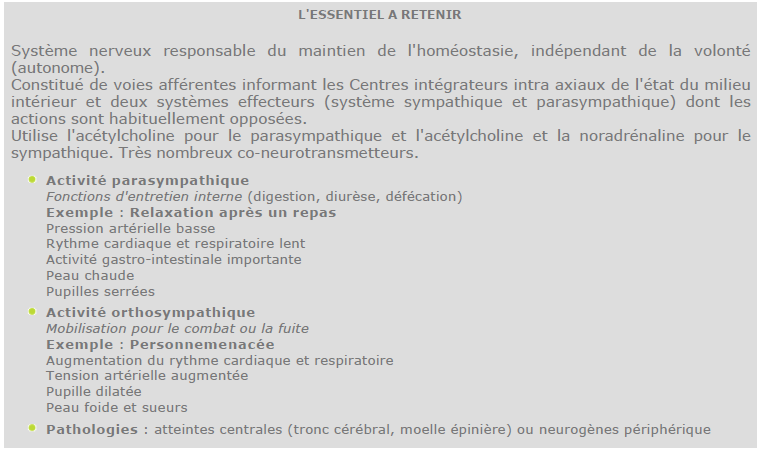 L'ESSENTIEL A RETENIR
Système nerveux responsable du maintien de l'homéostasie, indépendant de la volonté
(autonome).
Constitué de voies afférentes informant les Centres intégrateurs intra axiaux de l'état du milieu
intérieur et deux systèmes effecteurs (système sympathique et parasympathique) dont les
actions sont habituellement opposées.
Utilise l'acétylcholine pour le parasympathique et l'acétylcholine et la noradrénaline pour le
sympathique. Très nombreux co-neurotransmetteurs.
Activité parasympathique
Fonctions d'entretien interne (digestion, diurèse, défécation)
Exemple : Relaxation après un repas
Pression artérielle basse
Rythme cardiaque et respiratoire lent
Activité gastro-intestinale importante
Peau chaude
Pupilles serrées
Activité orthosympathique
Mobilisation pour le combat ou la fuite
Exemple : Personnemenacée
Augmentation du rythme cardiaque et respiratoire
Tension artérielle augmentée
Pupille dilatée
Peau foide et sueurs
Pathologies : atteintes centrales (tronc cérébral, moelle épinière) ou neurogènes périphérique